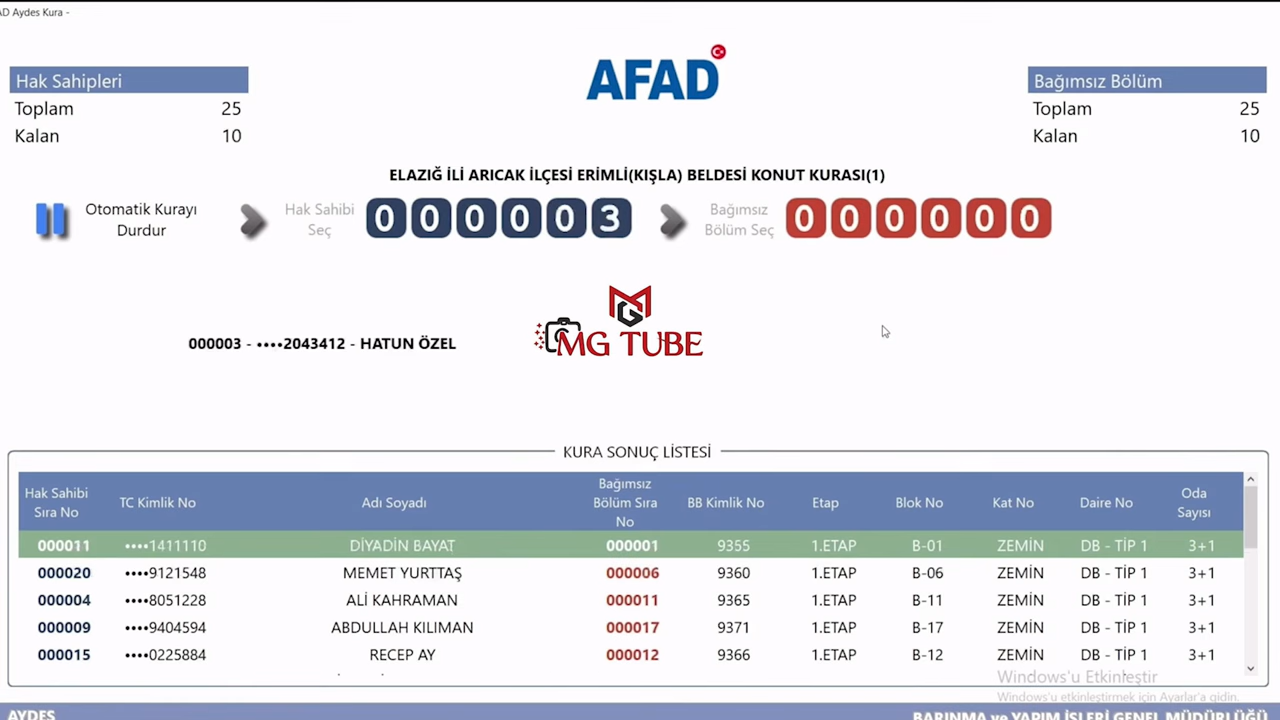 AD Aydes Kura -
AFAD
Hak Sahipleri
Toplam 25
Kalan 10
Bağımsız Bölüm
Toplam 25
Kalan 10
ELAZIĞ İLİ ARICAK İLÇESİ ERİMLİ(KIŞLA) BELDESİ KONUT KURASI(1)
Otomatik Kurayı
Durdur
Hak Sahibi
Seç
000003
Bağımsız
Bölüm Seç
000000
000003 - ••••2043412 - HATUN ÖZEL
MG TUBE
KURA SONUÇ LİSTESİ
Hak Sahibi Sıra No TC Kimlik No Adı Soyadı Bağımsız Bölüm Sıra No BB Kimlik No Etap Blok No Kat No Daire No Oda Sayısı
000011 ••••1411110 DİYADİN BAYAT 000001 9355 1.ETAP B-01 ZEMİN DB - TİP 1 3+1
000020 ••••9121548 MEMET YURTTAŞ 000006 9360 1.ETAP B-06 ZEMİN DB - TİP 1 3+1
000004 ••••8051228 ALİ KAHRAMAN 000011 9365 1.ETAP B-11 ZEMİN DB - TİP 1 3+1
000009 ••••9404594 ABDULLAH KILIMAN 000017 9371 1.ETAP B-17 ZEMİN DB - TİP 1 3+1
000015 ••••0225884 RECEP AY 000012 9366 1.ETAP B-12 ZEMİN DB - TİP 1 3+1
Windows'u Etkinleştir
Windows'u etkinleştirmek için Ayarlar'a gidin.
AYDES
BARINMA ve YAPIM İŞLERİ GENEL MÜDÜRLÜĞÜ